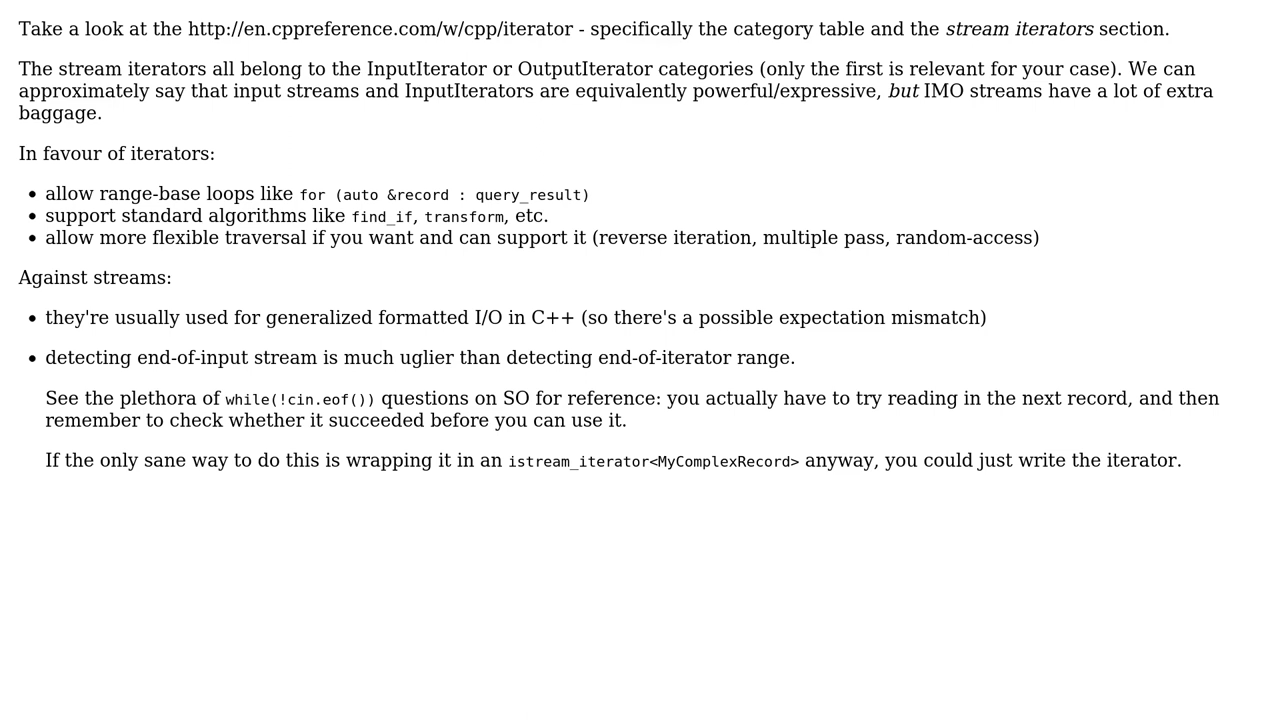 Take a look at the http://en.cppreference.com/w/cpp/iterator - specifically the category table and the stream iterators section.
The stream iterators all belong to the InputIterator or OutputIterator categories (only the first is relevant for your case). We can
approximately say that input streams and InputIterators are equivalently powerful/expressive, but IMO streams have a lot of extra
baggage.
In favour of iterators:
• allow range-base loops like for (auto &record : query_result)
• support standard algorithms like find_if, transform, etc.
• allow more flexible traversal if you want and can support it (reverse iteration, multiple pass, random-access)
Against streams:
• they're usually used for generalized formatted I/O in C++ (so there's a possible expectation mismatch)
• detecting end-of-input stream is much uglier than detecting end-of-iterator range.
See the plethora of while(!cin.eof()) questions on SO for reference: you actually have to try reading in the next record, and then
remember to check whether it succeeded before you can use it.
If the only sane way to do this is wrapping it in an istream_iterator<MyComplexRecord> anyway, you could just write the iterator.